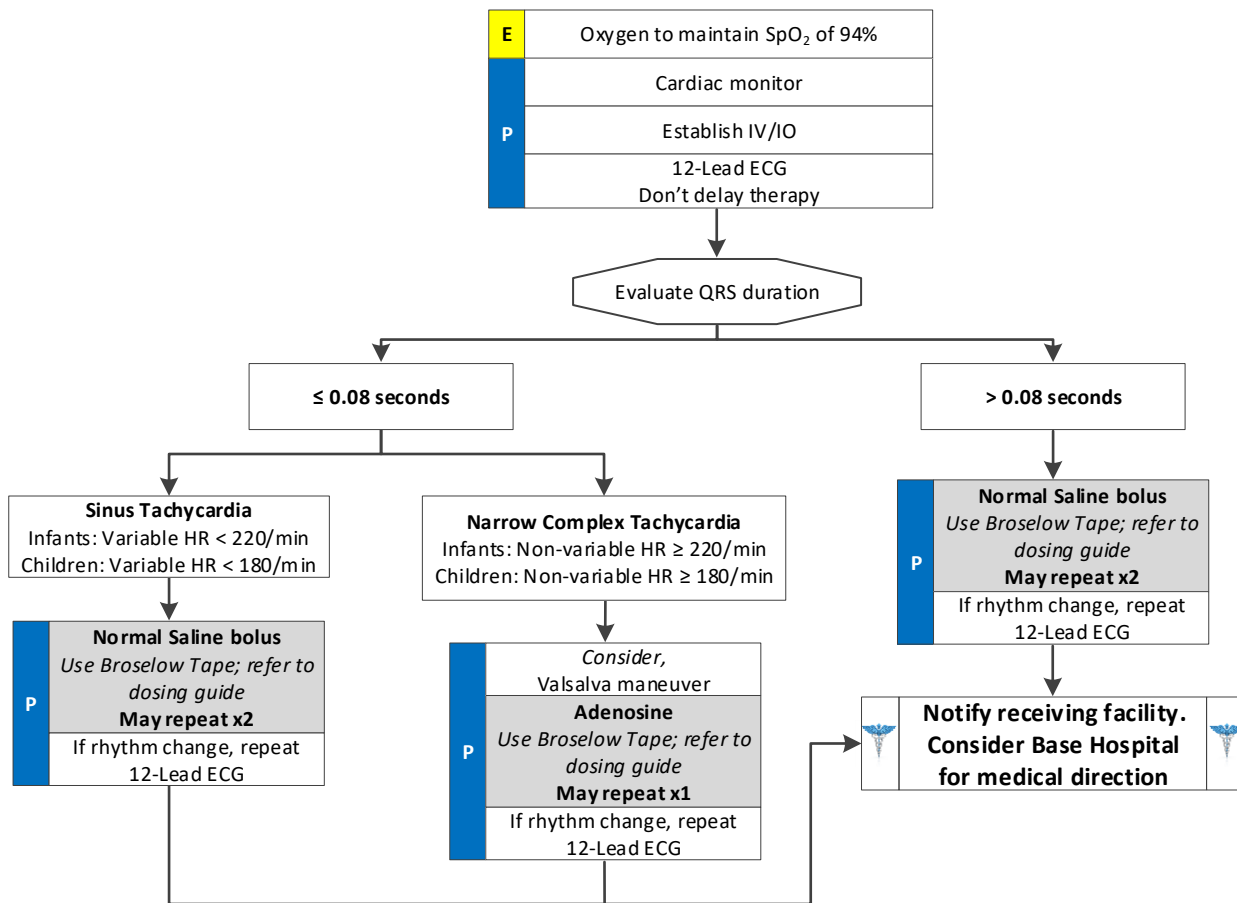 E
Oxygen to maintain SpO₂ of 94%
P
Cardiac monitor
Establish IV/IO
12-Lead ECG
Don't delay therapy
Evaluate QRS duration
≤ 0.08 seconds
> 0.08 seconds
Sinus Tachycardia
Infants: Variable HR < 220/min
Children: Variable HR < 180/min
P
Normal Saline bolus
Use Broselow Tape; refer to
dosing guide
May repeat x2
If rhythm change, repeat
12-Lead ECG
Narrow Complex Tachycardia
Infants: Non-variable HR ≥ 220/min
Children: Non-variable HR ≥ 180/min
P
Consider,
Valsalva maneuver
Adenosine
Use Broselow Tape; refer to
dosing guide
May repeat x1
If rhythm change, repeat
12-Lead ECG
P
Normal Saline bolus
Use Broselow Tape; refer to
dosing guide
May repeat x2
If rhythm change, repeat
12-Lead ECG
Notify receiving facility.
Consider Base Hospital
for medical direction